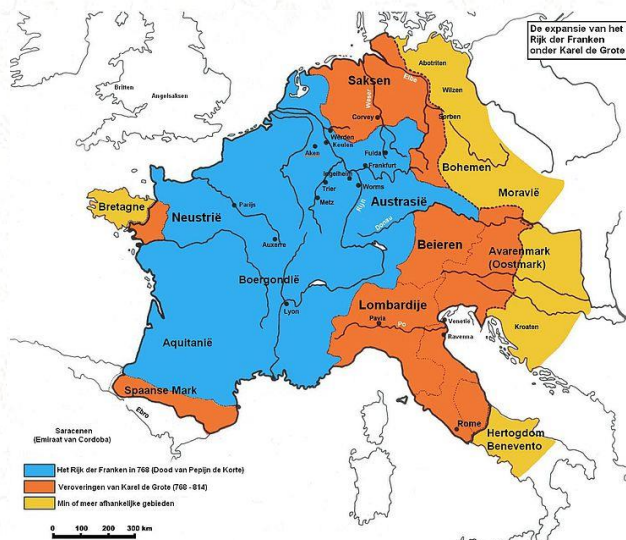 De expansie van het
Rijk der Franken
onder Karel de Grote
Abotriten
Saksen
Elbe
Wilzen
Britten
Angelsaksen
Weser
Corvey
Sorben
Werden
Keulen
Aken
Fulda
Bohemen
Frankfurt
Ingelheim
Trier
Worms
Moravië
Bretagne
Neustrië
Parijs
Metz
Rijn
Austrasië
Donau
Auxerre
Beieren
Avarenmark
(Oostmark)
Boergondië
Lyon
Lombardije
Pavia
Po
Venetië
Ravenna
Kroaten
Aquitanië
Spaanse Mark
Ebro
Saracenen
(Emiraat van Cordoba)
Rome
Hertogdom
Benevento
Het Rijk der Franken in 768 (Dood van Pepijn de Korte)
Veroveringen van Karel de Grote (768 - 814)
Min of meer afhankelijke gebieden
0 100 200 300 km